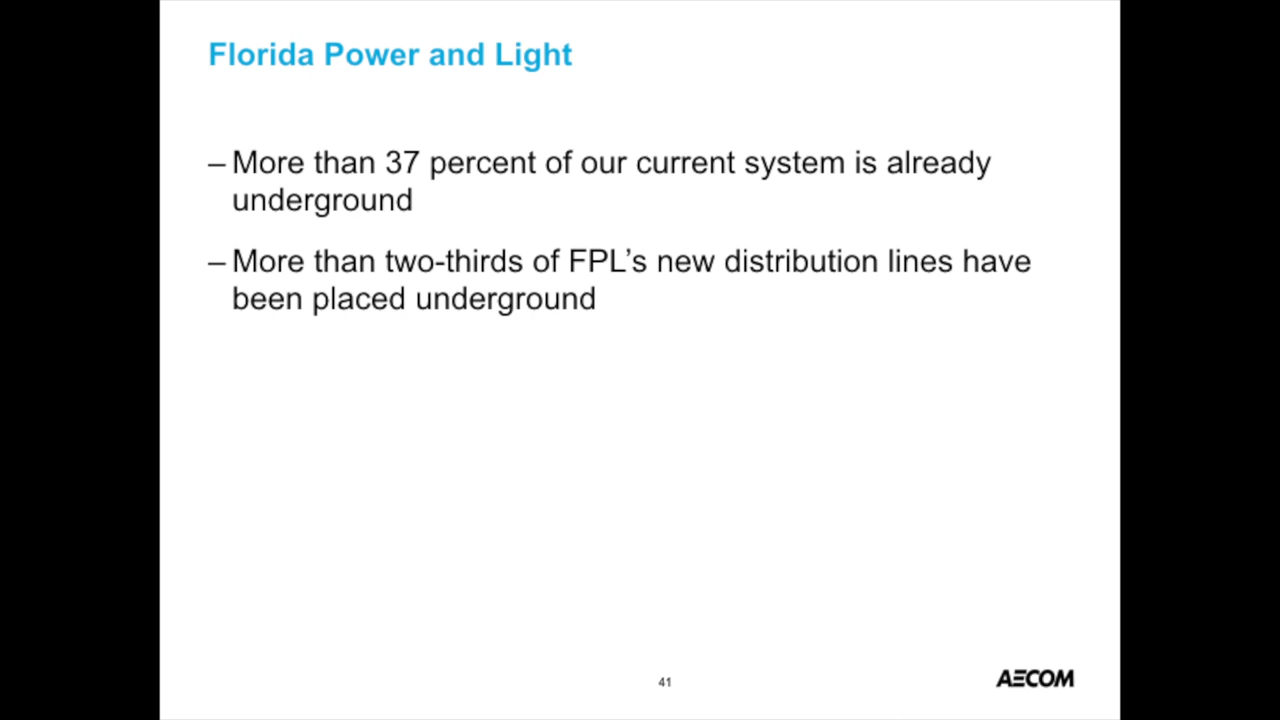 Florida Power and Light
– More than 37 percent of our current system is already
underground
– More than two-thirds of FPL’s new distribution lines have
been placed underground
41
AECOM